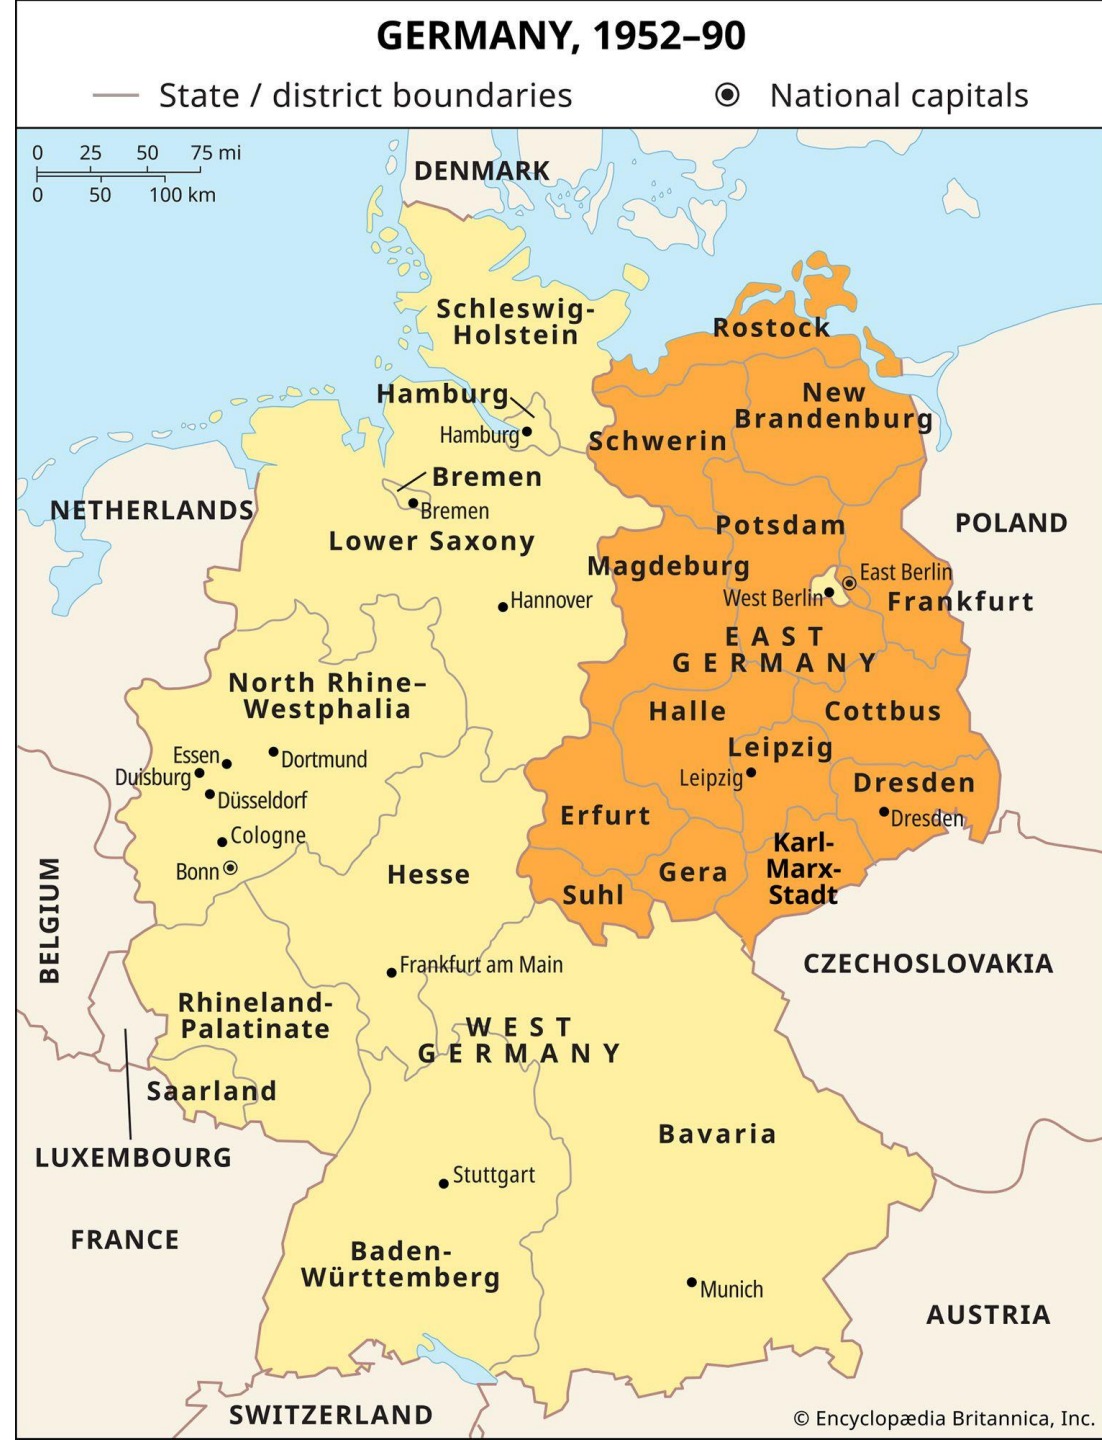 GERMANY, 1952–90
State / district boundaries
National capitals
0 25 50 75 mi
0 50 100 km
DENMARK
Schleswig-
Holstein
Rostock
Hamburg
New
Brandenburg
Hamburg
Schwerin
Bremen
Bremen
NETHERLANDS
Lower Saxony
Potsdam
POLAND
Magdeburg
East Berlin
West Berlin
Frankfurt
Hannover
EAST
GERMANY
North Rhine–
Westphalia
Halle
Cottbus
Essen
Dortmund
Duisburg
Leipzig
Leipzig
Düsseldorf
Dresden
Dresden
Erfurt
Cologne
Karl-
Marx-
Stadt
Bonn
Hesse
Gera
Suhl
BELGIUM
Frankfurt am Main
CZECHOSLOVAKIA
Rhineland-
Palatinate
WEST
GERMANY
Saarland
LUXEMBOURG
Bavaria
Stuttgart
FRANCE
Baden-
Württemberg
Munich
AUSTRIA
SWITZERLAND
© Encyclopædia Britannica, Inc.